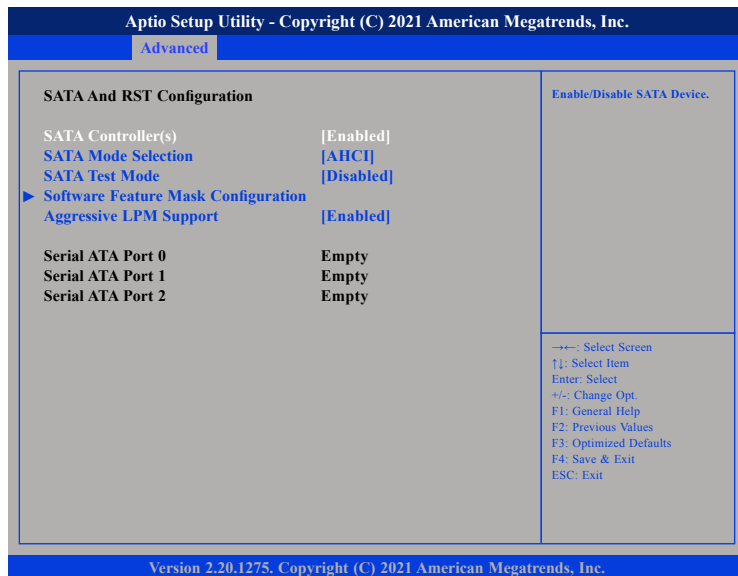 Aptio Setup Utility - Copyright (C) 2021 American Megatrends, Inc.
Advanced
SATA And RST Configuration
SATA Controller(s) [Enabled]
SATA Mode Selection [AHCI]
SATA Test Mode [Disabled]
► Software Feature Mask Configuration
Aggressive LPM Support [Enabled]
Serial ATA Port 0 Empty
Serial ATA Port 1 Empty
Serial ATA Port 2 Empty
Enable/Disable SATA Device.
→←: Select Screen
↑↓: Select Item
Enter: Select
+/-: Change Opt.
F1: General Help
F2: Previous Values
F3: Optimized Defaults
F4: Save & Exit
ESC: Exit
Version 2.20.1275. Copyright (C) 2021 American Megatrends, Inc.